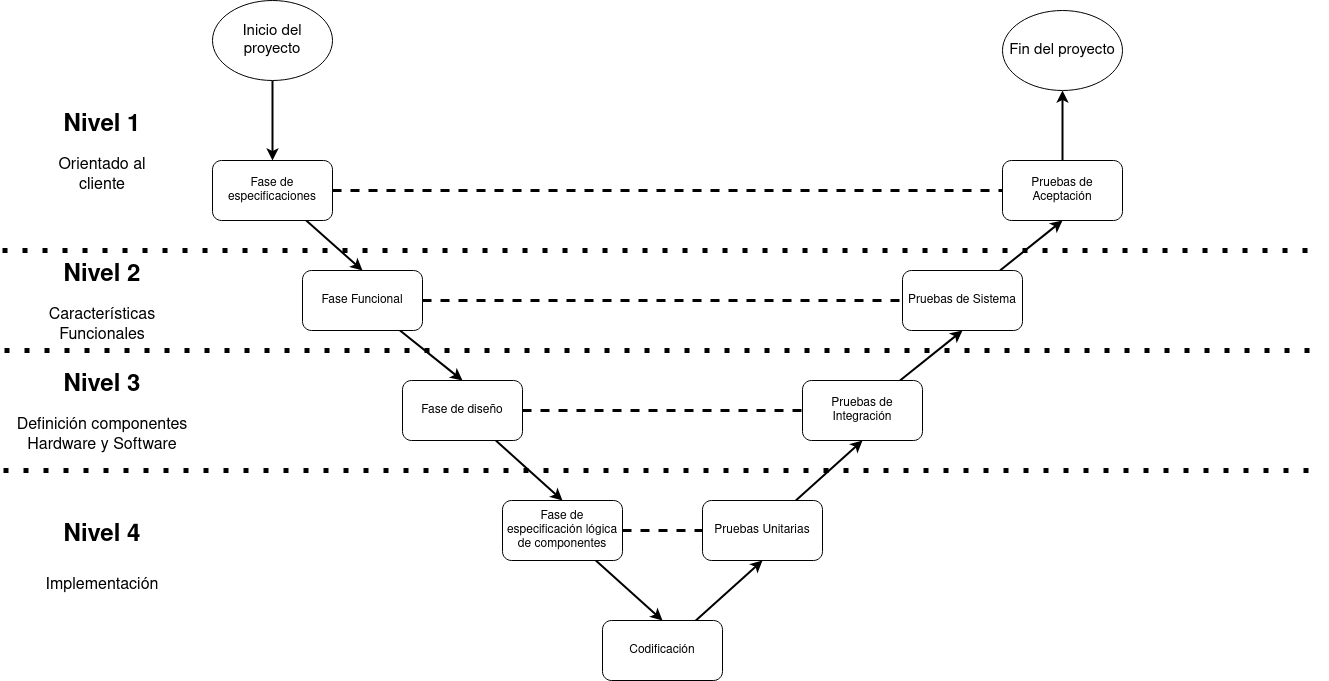 Inicio del
proyecto
Fin del proyecto
Nivel 1
Orientado al
cliente
Fase de
especificaciones
Pruebas de
Aceptación
Nivel 2
Características
Funcionales
Fase Funcional
Pruebas de Sistema
Nivel 3
Definición componentes
Hardware y Software
Fase de diseño
Pruebas de
Integración
Nivel 4
Implementación
Fase de
especificación lógica
de componentes
Pruebas Unitarias
Codificación